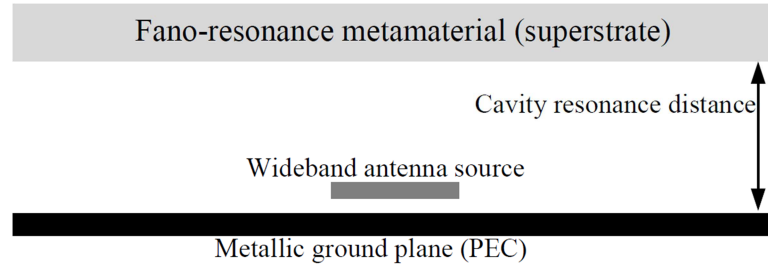 Fano-resonance metamaterial (superstrate)
Cavity resonance distance
Wideband antenna source
Metallic ground plane (PEC)